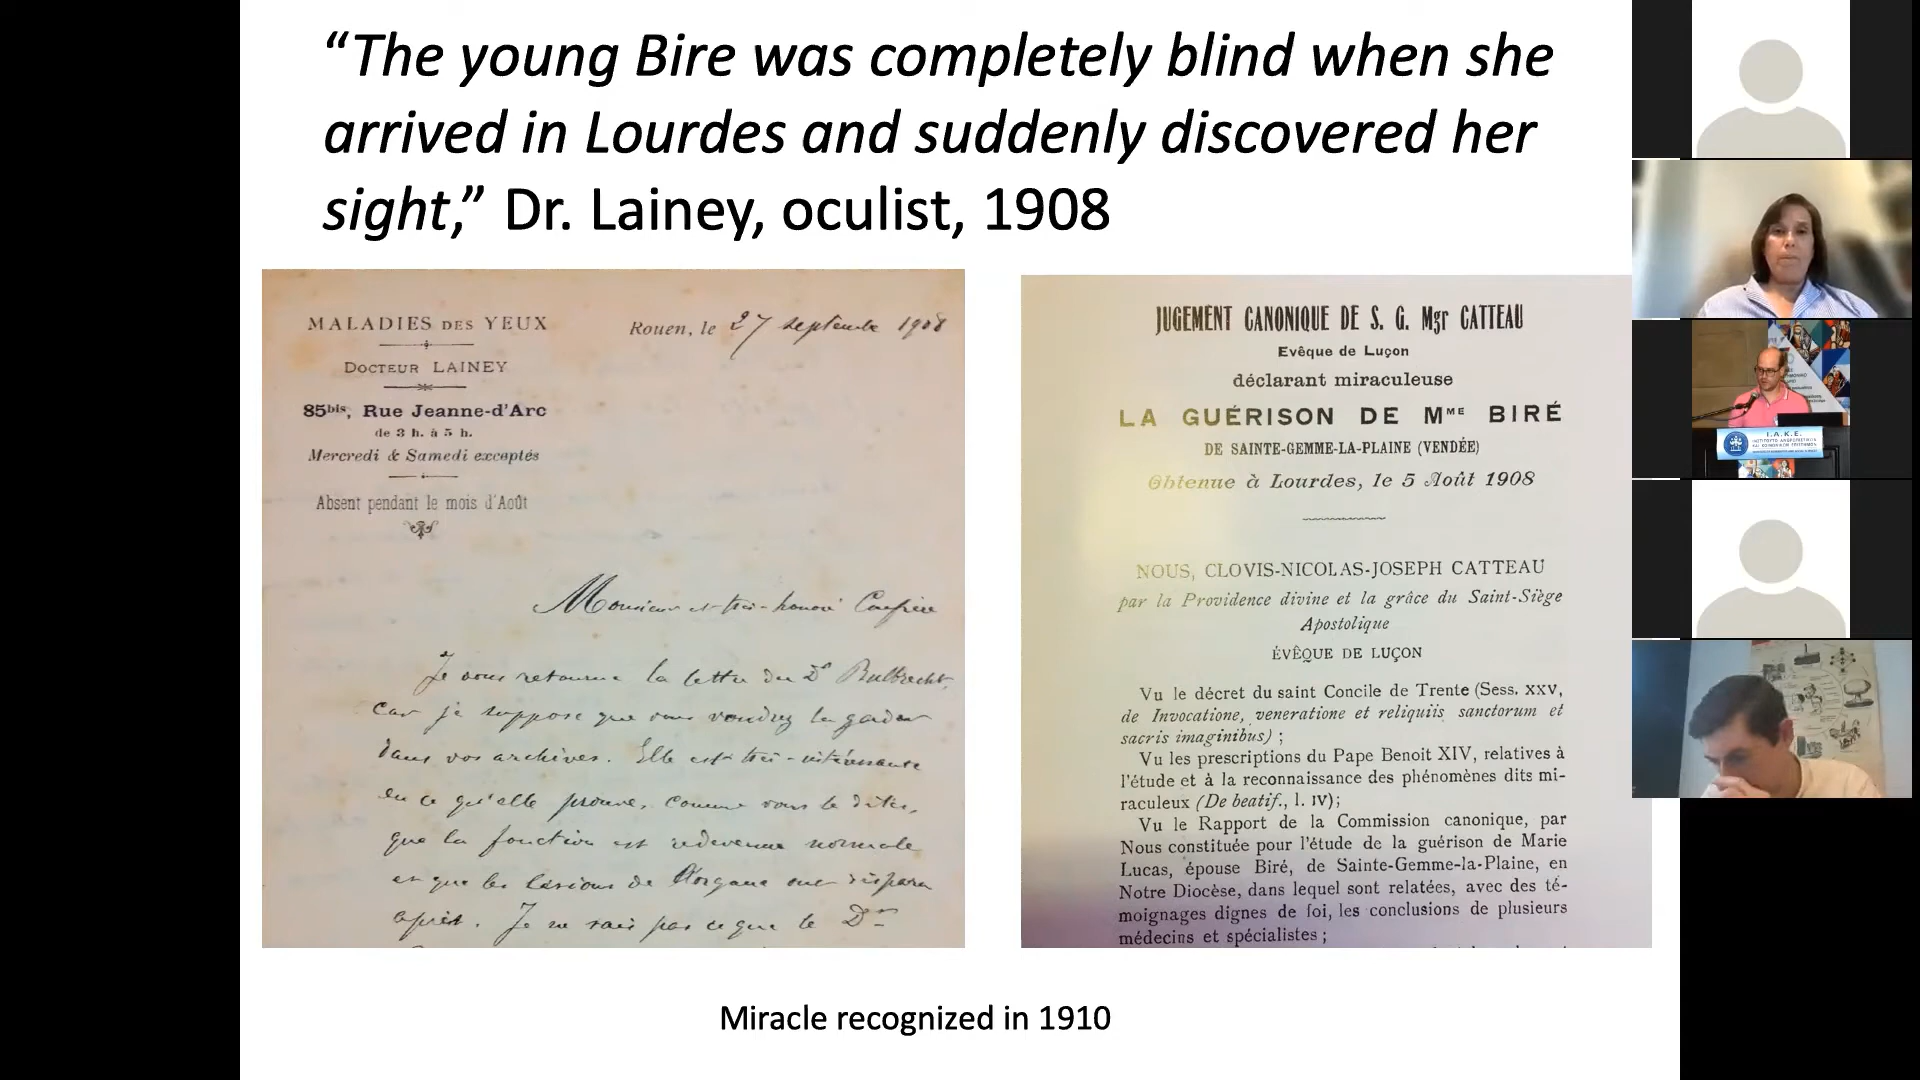 “The young Bire was completely blind when she
arrived in Lourdes and suddenly discovered her
sight,” Dr. Lainey, oculist, 1908
MALADIES DES YEUX
DOCTEUR LAINEY
85bis, Rue Jeanne-d'Arc
de 3 h. à 5 h.
Mercredi & Samedi exceptés
Absent pendant le mois d'Août
Rouen, le 27 septembre 1908
Monsieur et très-honoré Confrère
Je vous retourne la lettre du Dr
car je suppose que vous voudrez la garder
dans vos archives. Elle est très-intéressante
en ce qu'elle prouve, comme vous le dites,
que la fonction est redevenue normale
et que les lésions de l'organe ont disparu
après. Je ne sais pas ce que le Dr
JUGEMENT CANONIQUE DE S. G. Mgr CATTEAU
Evêque de Luçon
déclarant miraculeuse
LA GUÉRISON DE MME BIRÉ
DE SAINTE-GEMME-LA-PLAINE (VENDÉE)
Obtenue à Lourdes, le 5 Août 1908
NOUS, CLOVIS-NICOLAS-JOSEPH CATTEAU
par la Providence divine et la grâce du Saint-Siège
Apostolique
ÉVÊQUE DE LUÇON
Vu le décret du saint Concile de Trente (Sess. XXV,
de Invocatione, veneratione et reliquiis sanctorum et
sacris imaginibus) ;
Vu les prescriptions du Pape Benoit XIV, relatives à
l'étude et à la reconnaissance des phénomènes dits mi-
raculeux (De beatif., l. IV);
Vu le Rapport de la Commission canonique, par
Nous constituée pour l'étude de la guérison de Marie
Lucas, épouse Biré, de Sainte-Gemme-la-Plaine, en
Notre Diocèse, dans lequel sont relatées, avec des té-
moignages dignes de foi, les conclusions de plusieurs
médecins et spécialistes ;
Miracle recognized in 1910
I.A.K.E.